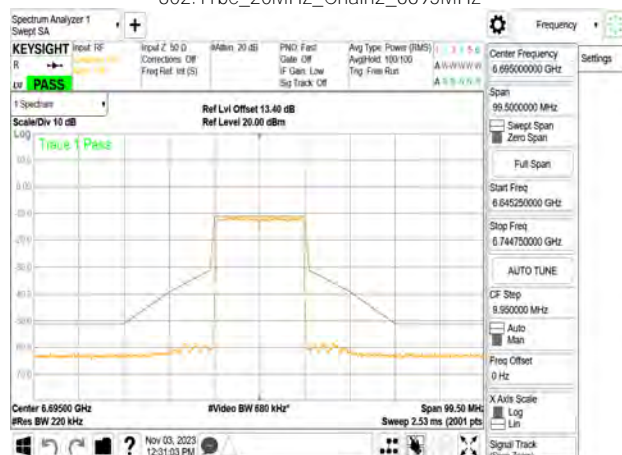 802.11be_20MHz_Chain2_6695MHz
Spectrum Analyzer 1
Swept SA
+
Frequency
KEYSIGHT
Input: RF
Input Z: 50 Ω
#Atten: 20 dB
PNO: Fast
Avg Type: Power (RMS)
R
Corrections: Off
Gate: Off
Avg|Hold: 100/100
Freq Ref: Int (S)
IF Gain: Low
Trig: Free Run
Sig Track: Off
PASS
Center Frequency
6.695000000 GHz
Settings
Span
99.5000000 MHz
Swept Span
Zero Span
Full Span
Start Freq
6.645250000 GHz
Stop Freq
6.744750000 GHz
AUTO TUNE
CF Step
9.950000 MHz
Auto
Man
Freq Offset
0 Hz
X Axis Scale
Log
Lin
Signal Track
1 Spectrum
Scale/Div 10 dB
Ref Lvl Offset 13.40 dB
Ref Level 20.00 dBm
Log
Trace 1 Pass
10.0
0.00
Center 6.69500 GHz
#Video BW 680 kHz*
Span 99.50 MHz
#Res BW 220 kHz
Sweep 2.53 ms (2001 pts)
?
Nov 03, 2023
12:31:03 PM